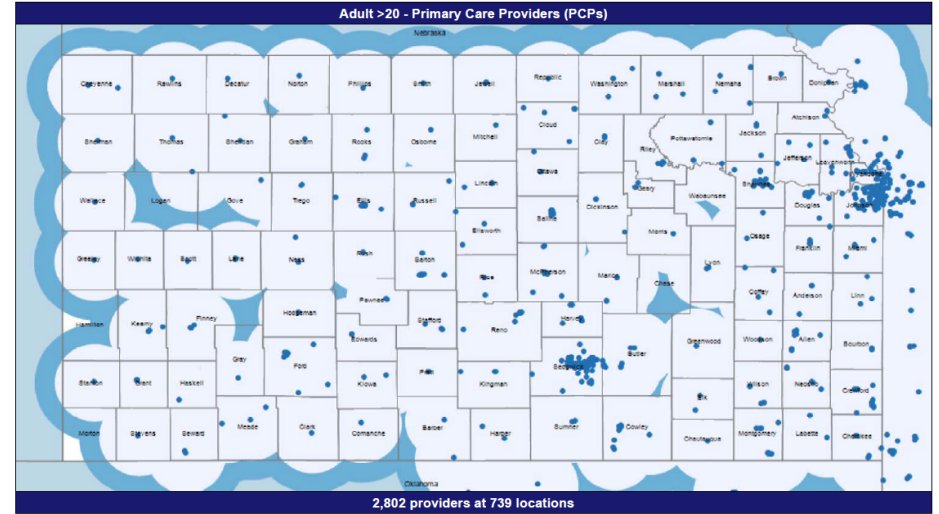 Adult >20 - Primary Care Providers (PCPs)
Nebraska
Cheyenne Rawlins Decatur Norton Phillips Smith Jewell Republic Washington Marshall Nemaha Brown Doniphan
Atchison
Sherman Thomas Sheridan Graham Rooks Osborne Mitchell Cloud Clay Riley Pottawatomie Jackson
Jefferson Leavenworth
Wyandotte
Wallace Logan Gove Trego Ellis Russell Lincoln Ottawa Geary Wabaunsee Shawnee
Dickinson Douglas Johnson
Saline
Ellsworth Morris Osage
Greeley Wichita Scott Lane Ness Rush Barton Franklin Miami
Lyon
Rice McPherson Marion Chase
Coffey Anderson Linn
Pawnee
Hamilton Kearny Finney Hodgeman Stafford Reno Harvey
Edwards Greenwood Woodson Allen Bourbon
Gray Ford Sedgwick Butler
Stanton Grant Haskell Kiowa Pratt Kingman Wilson Neosho Crawford
Elk
Morton Stevens Seward Meade Clark Comanche Barber Harper Sumner Cowley Chautauqua Montgomery Labette Cherokee
Oklahoma
2,802 providers at 739 locations